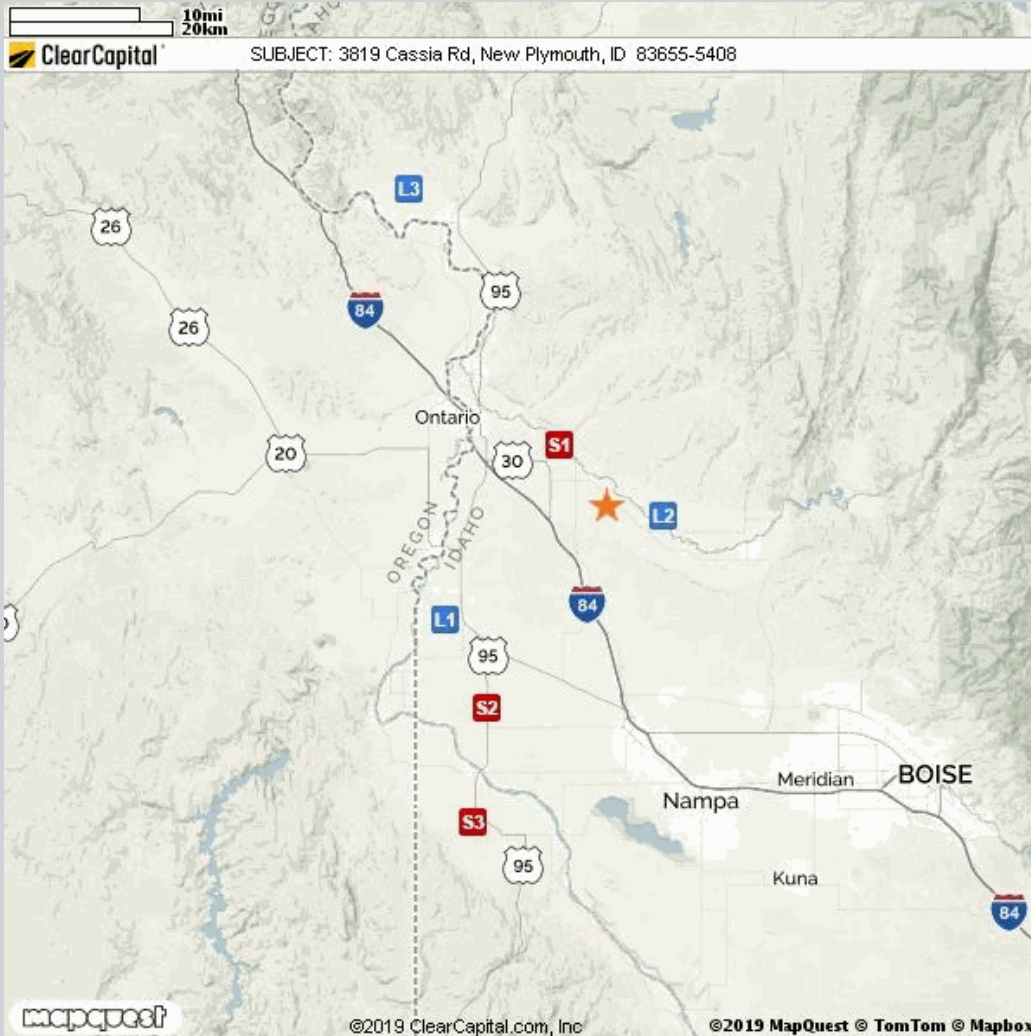 10mi
20km
ClearCapital
SUBJECT: 3819 Cassia Rd, New Plymouth, ID 83655-5408
L3
26
95
84
26
Ontario
S1
20
30
L2
OREGON
IDAHO
84
L1
95
S2
BOISE
Meridian
Nampa
S3
95
Kuna
84
mapquest
©2019 ClearCapital.com, Inc
©2019 MapQuest © TomTom © Mapbox